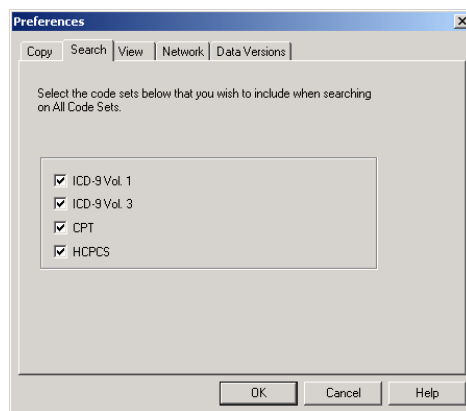 Preferences
Copy Search View Network Data Versions
Select the code sets below that you wish to include when searching
on All Code Sets.
ICD-9 Vol. 1
ICD-9 Vol. 3
CPT
HCPCS
OK Cancel Help